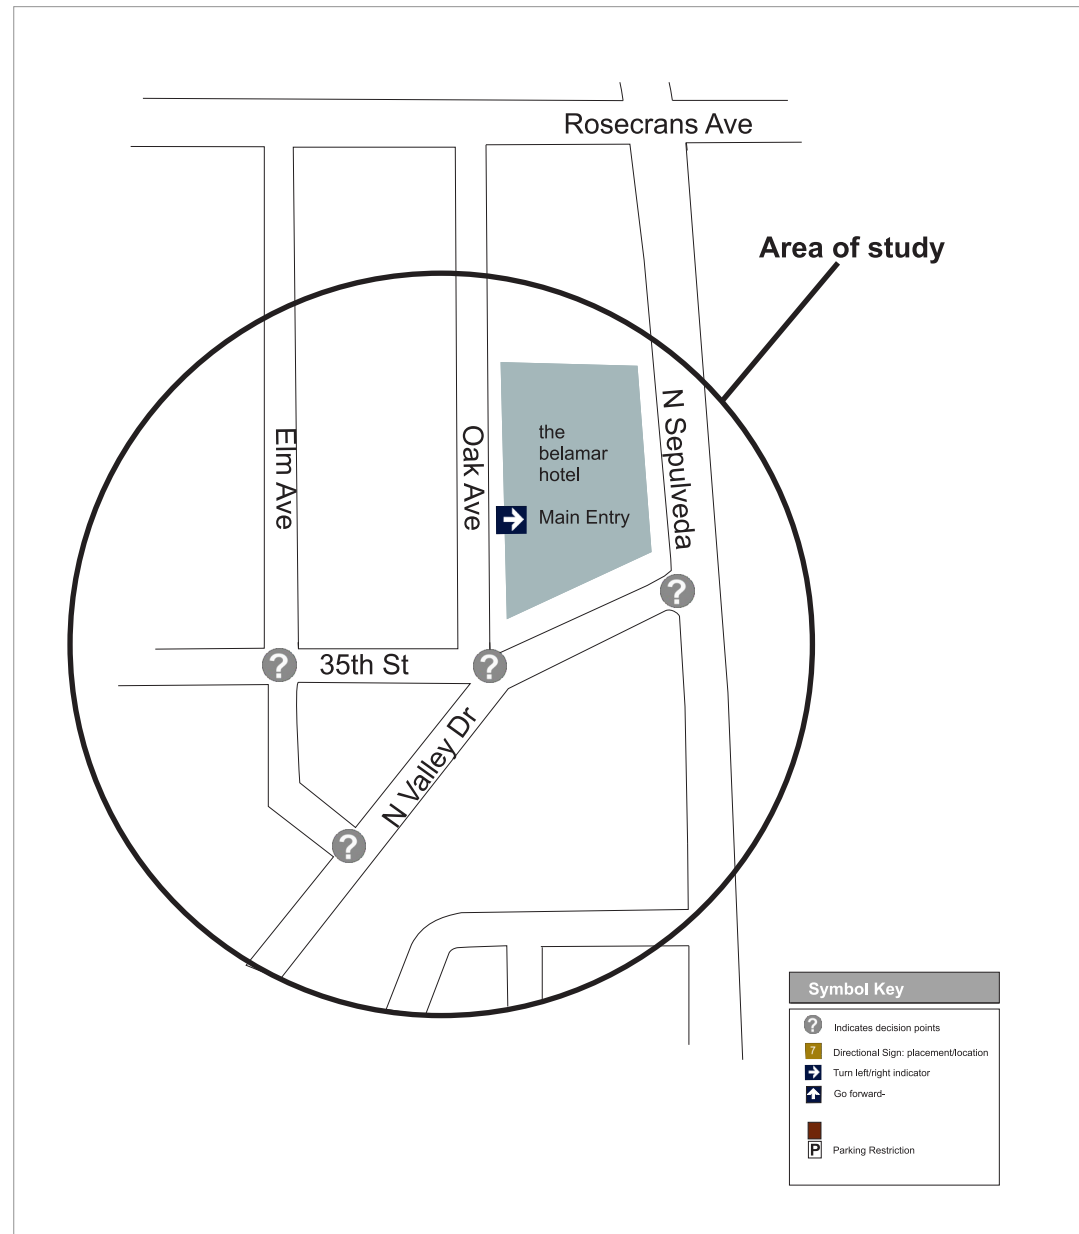 Rosecrans Ave
Area of study
Elm Ave
Oak Ave
the
belamar
hotel
Main Entry
N Sepulveda
?
?
35th St
?
N Valley Dr
?
Symbol Key
? Indicates decision points
7 Directional Sign: placement/location
Turn left/right indicator
Go forward-
P Parking Restriction